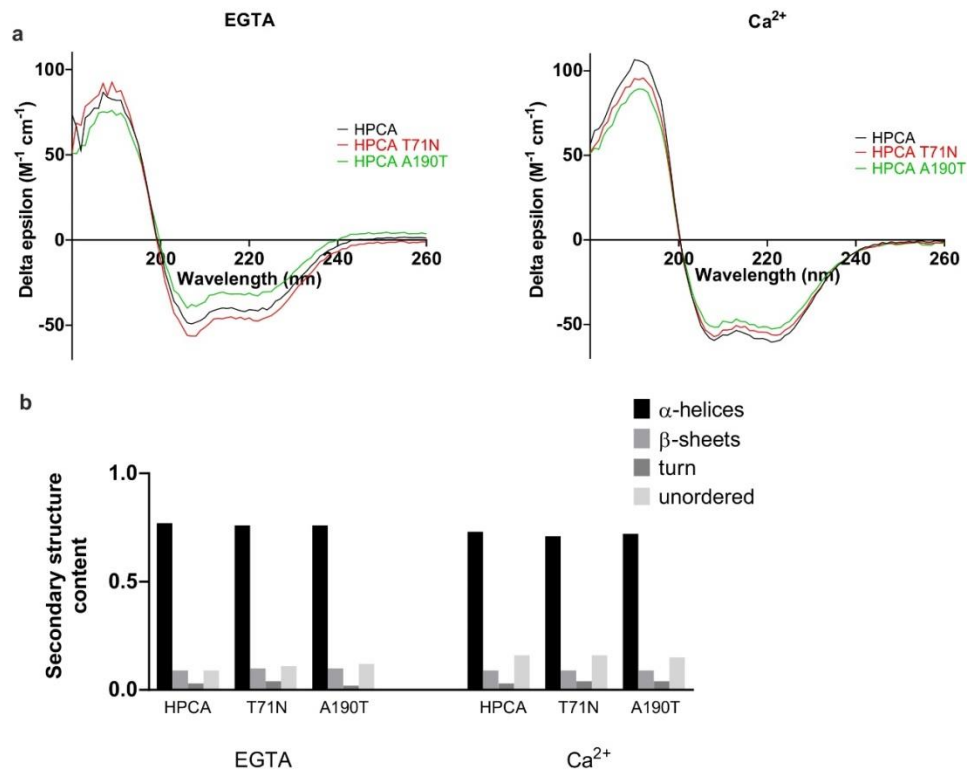 a
EGTA
Ca²⁺
Delta epsilon (M⁻¹ cm⁻¹)
100
50
0
-50
200
220
240
260
Wavelength (nm)
HPCA
HPCA T71N
HPCA A190T
Delta epsilon (M⁻¹ cm⁻¹)
100
50
0
-50
200
220
240
260
Wavelength (nm)
HPCA
HPCA T71N
HPCA A190T
b
α-helices
β-sheets
turn
unordered
Secondary structure
content
1.0
0.5
0.0
HPCA T71N A190T HPCA T71N A190T
EGTA Ca²⁺